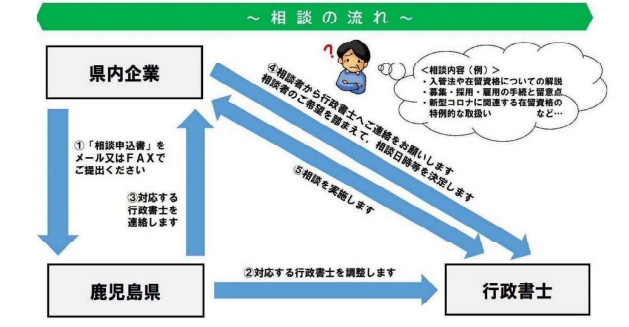 ～ 相 談 の 流 れ ～
県内企業
①「相談申込書」を
メール又はＦＡＸで
ご提出ください
③対応する
行政書士を
連絡します
④相談者から行政書士へご連絡をお願いします
相談者のご希望を踏まえて、相談日時等を決定します
⑤相談を実施します
?
＜相談内容（例）＞
・入管法や在留資格についての解説
・募集・採用・雇用の手続と留意点
・新型コロナに関連する在留資格の
特例的な取扱い　　　　など…
鹿児島県
②対応する行政書士を調整します
行政書士